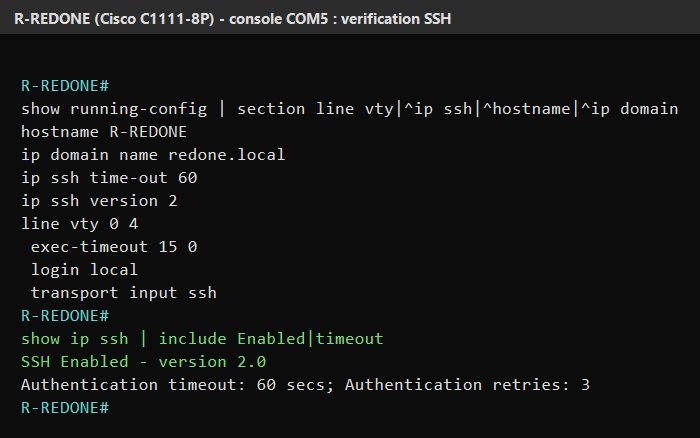 R-REDONE (Cisco C1111-8P) - console COM5 : verification SSH
R-REDONE#
show running-config | section line vty|^ip ssh|^hostname|^ip domain
hostname R-REDONE
ip domain name redone.local
ip ssh time-out 60
ip ssh version 2
line vty 0 4
 exec-timeout 15 0
 login local
 transport input ssh
R-REDONE#
show ip ssh | include Enabled|timeout
SSH Enabled - version 2.0
Authentication timeout: 60 secs; Authentication retries: 3
R-REDONE#